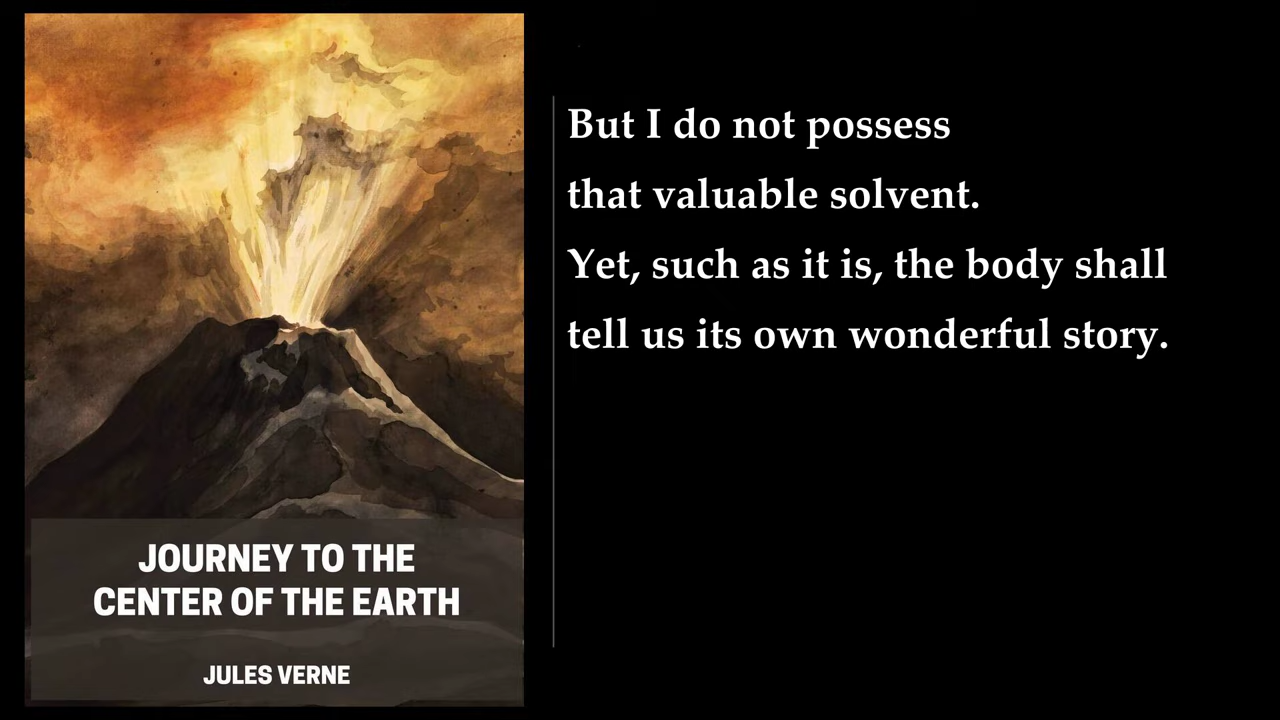 JOURNEY TO THE
CENTER OF THE EARTH
JULES VERNE
But I do not possess
that valuable solvent.
Yet, such as it is, the body shall
tell us its own wonderful story.